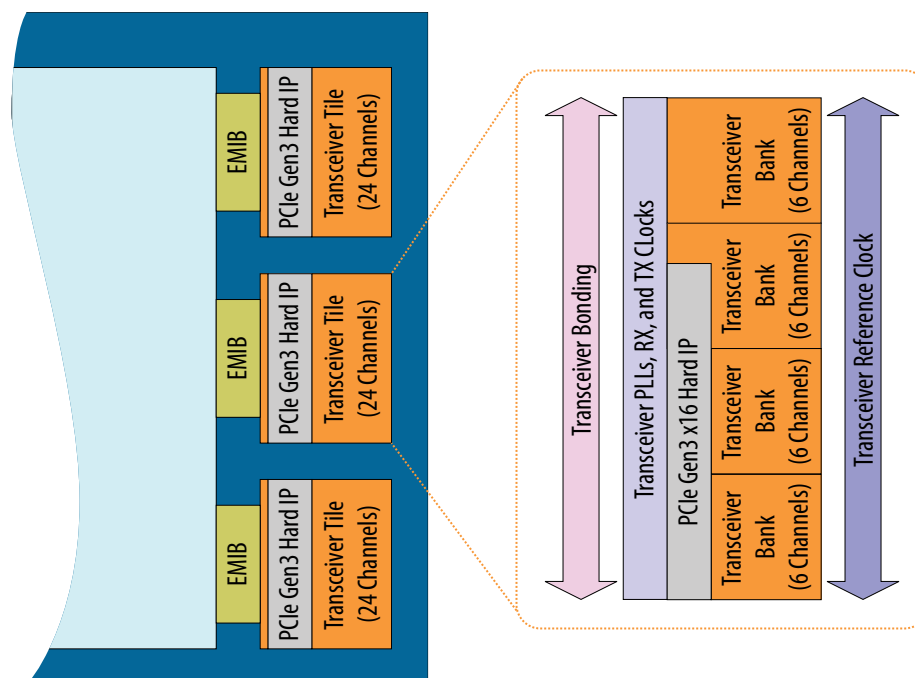 EMIB
PCIe Gen3 Hard IP
Transceiver Tile
(24 Channels)
EMIB
PCIe Gen3 Hard IP
Transceiver Tile
(24 Channels)
EMIB
PCIe Gen3 Hard IP
Transceiver Tile
(24 Channels)
Transceiver Bonding
Transceiver PLLs, RX, and TX CLocks
PCIe Gen3 x16 Hard IP
Transceiver
Bank
(6 Channels)
Transceiver
Bank
(6 Channels)
Transceiver
Bank
(6 Channels)
Transceiver
Bank
(6 Channels)
Transceiver Reference Clock